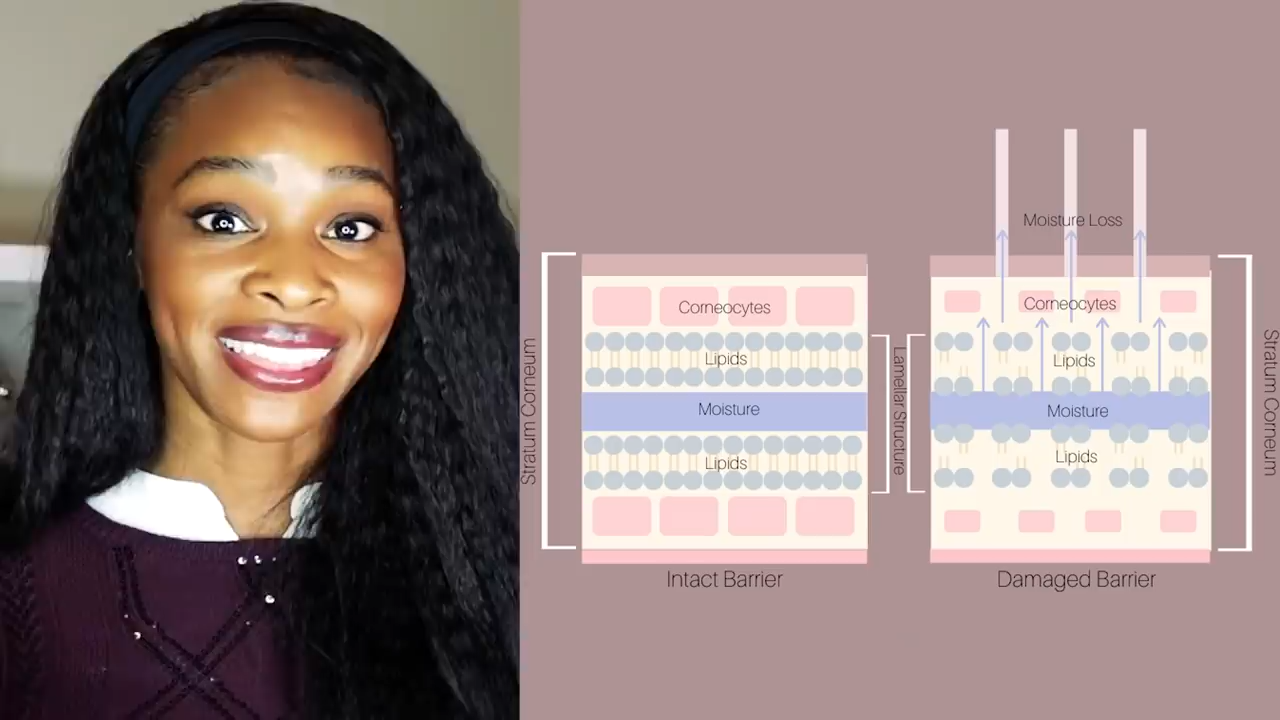 Stratum Corneum
Corneocytes
Lipids
Moisture
Lipids
Intact Barrier
Lamellar Structure
Moisture Loss
Corneocytes
Lipids
Moisture
Lipids
Damaged Barrier
Stratum Corneum